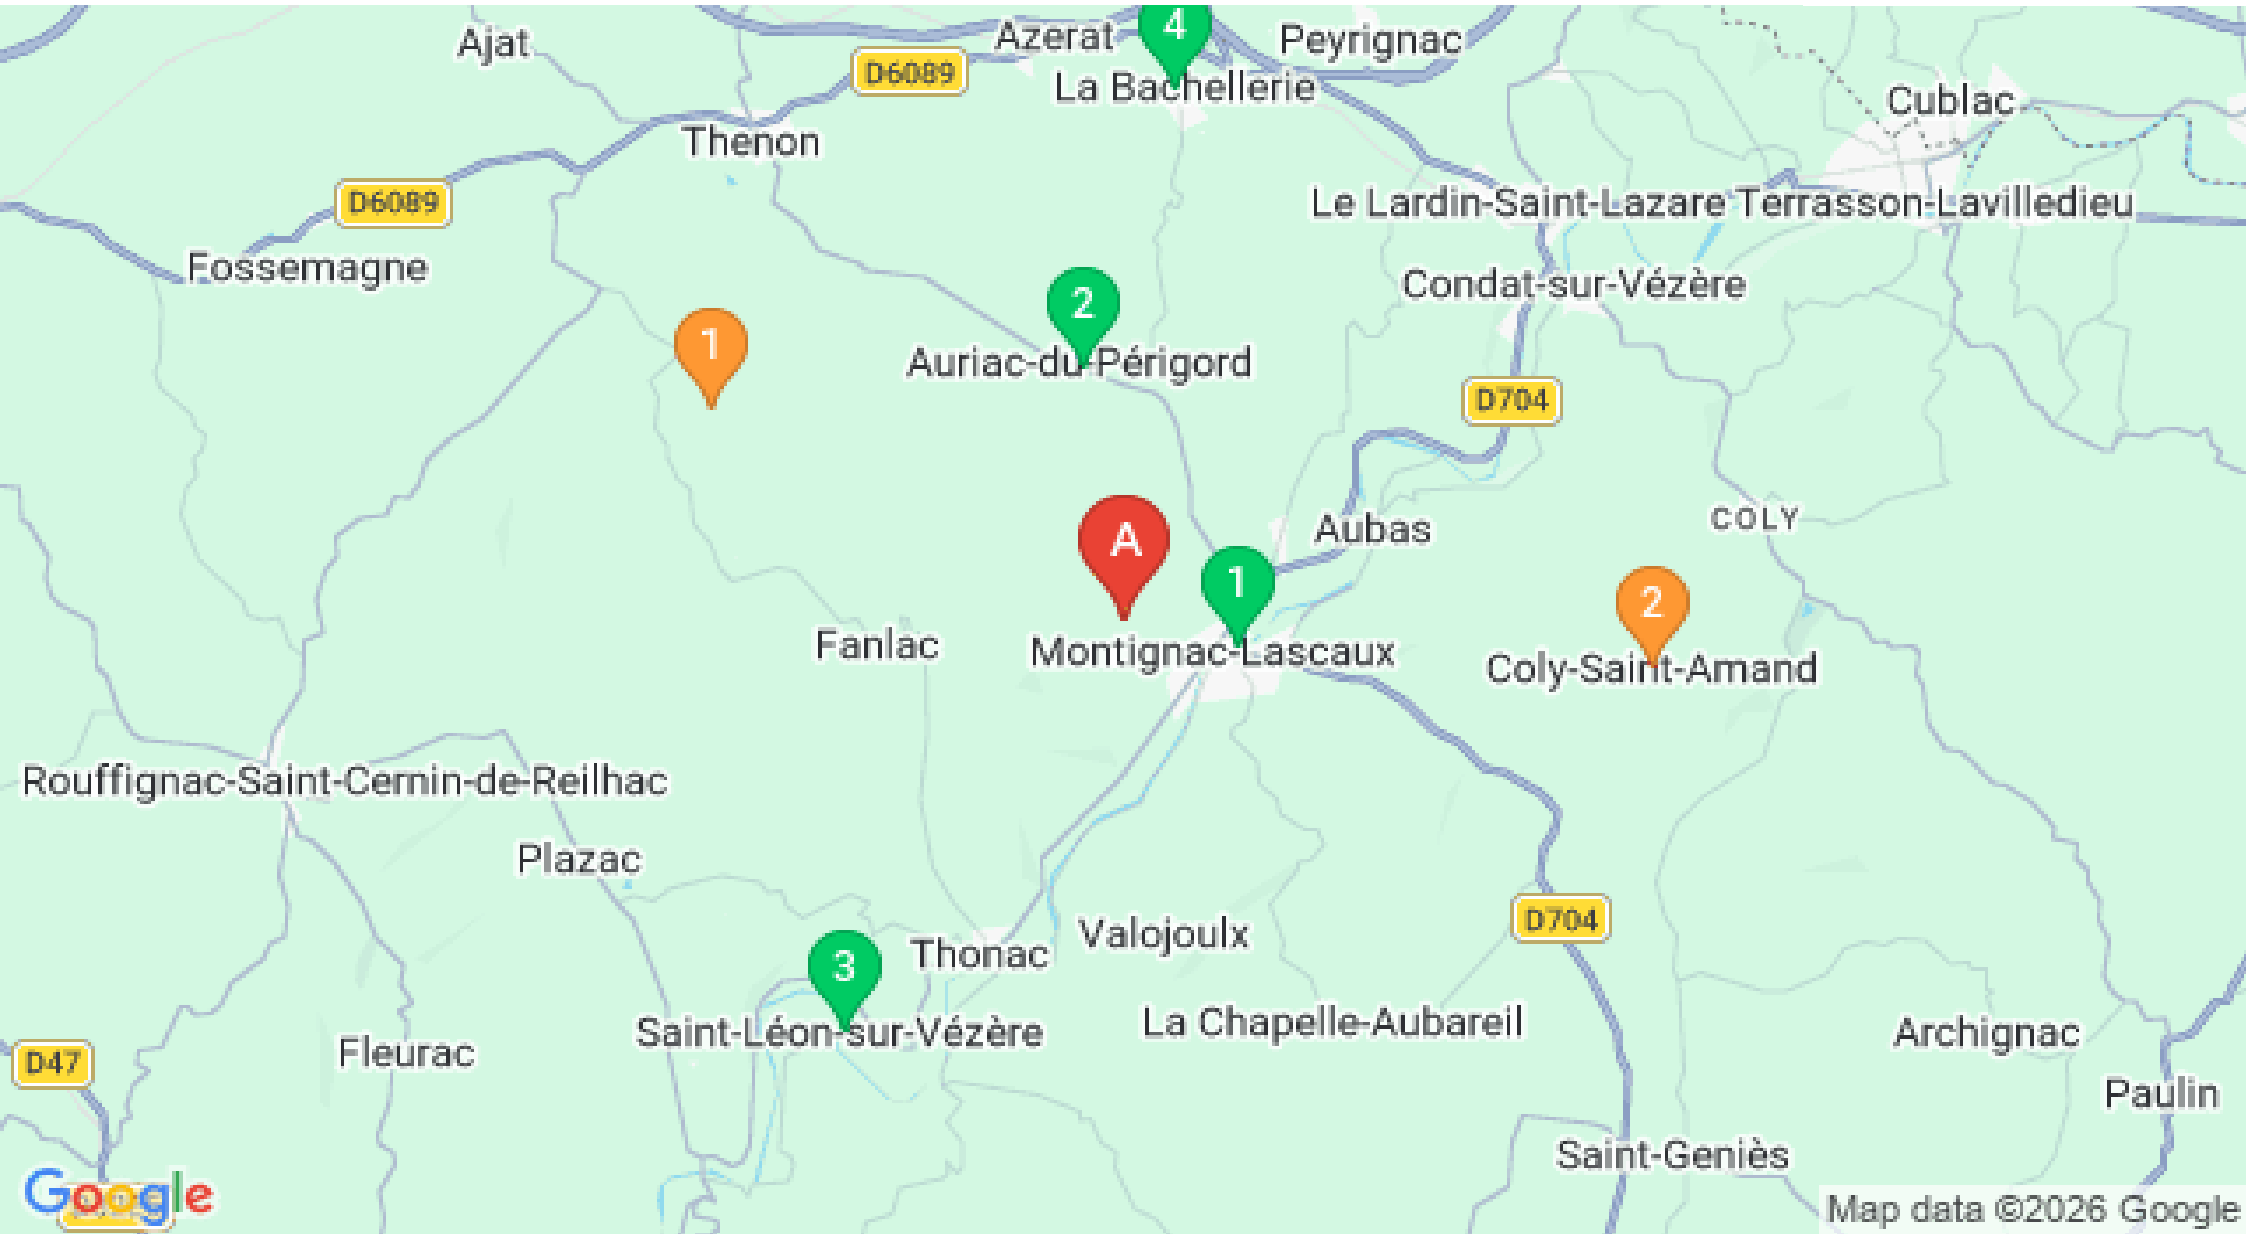 Ajat
Azerat
4
Peyrignac
D6089
La Bachellerie
Cublac
Thenon
D6089
Le Lardin-Saint-Lazare
Terrasson-Lavilledieu
Fossemagne
Condat-sur-Vézère
2
1
Auriac-du-Périgord
D704
COLY
Aubas
A
1
2
Fanlac
Montignac-Lascaux
Coly-Saint-Amand
Rouffignac-Saint-Cernin-de-Reilhac
Plazac
D704
Valojoulx
Thonac
3
La Chapelle-Aubareil
Saint-Léon-sur-Vézère
Archignac
Fleurac
D47
Paulin
Saint-Geniès
Google
Map data ©2026 Google